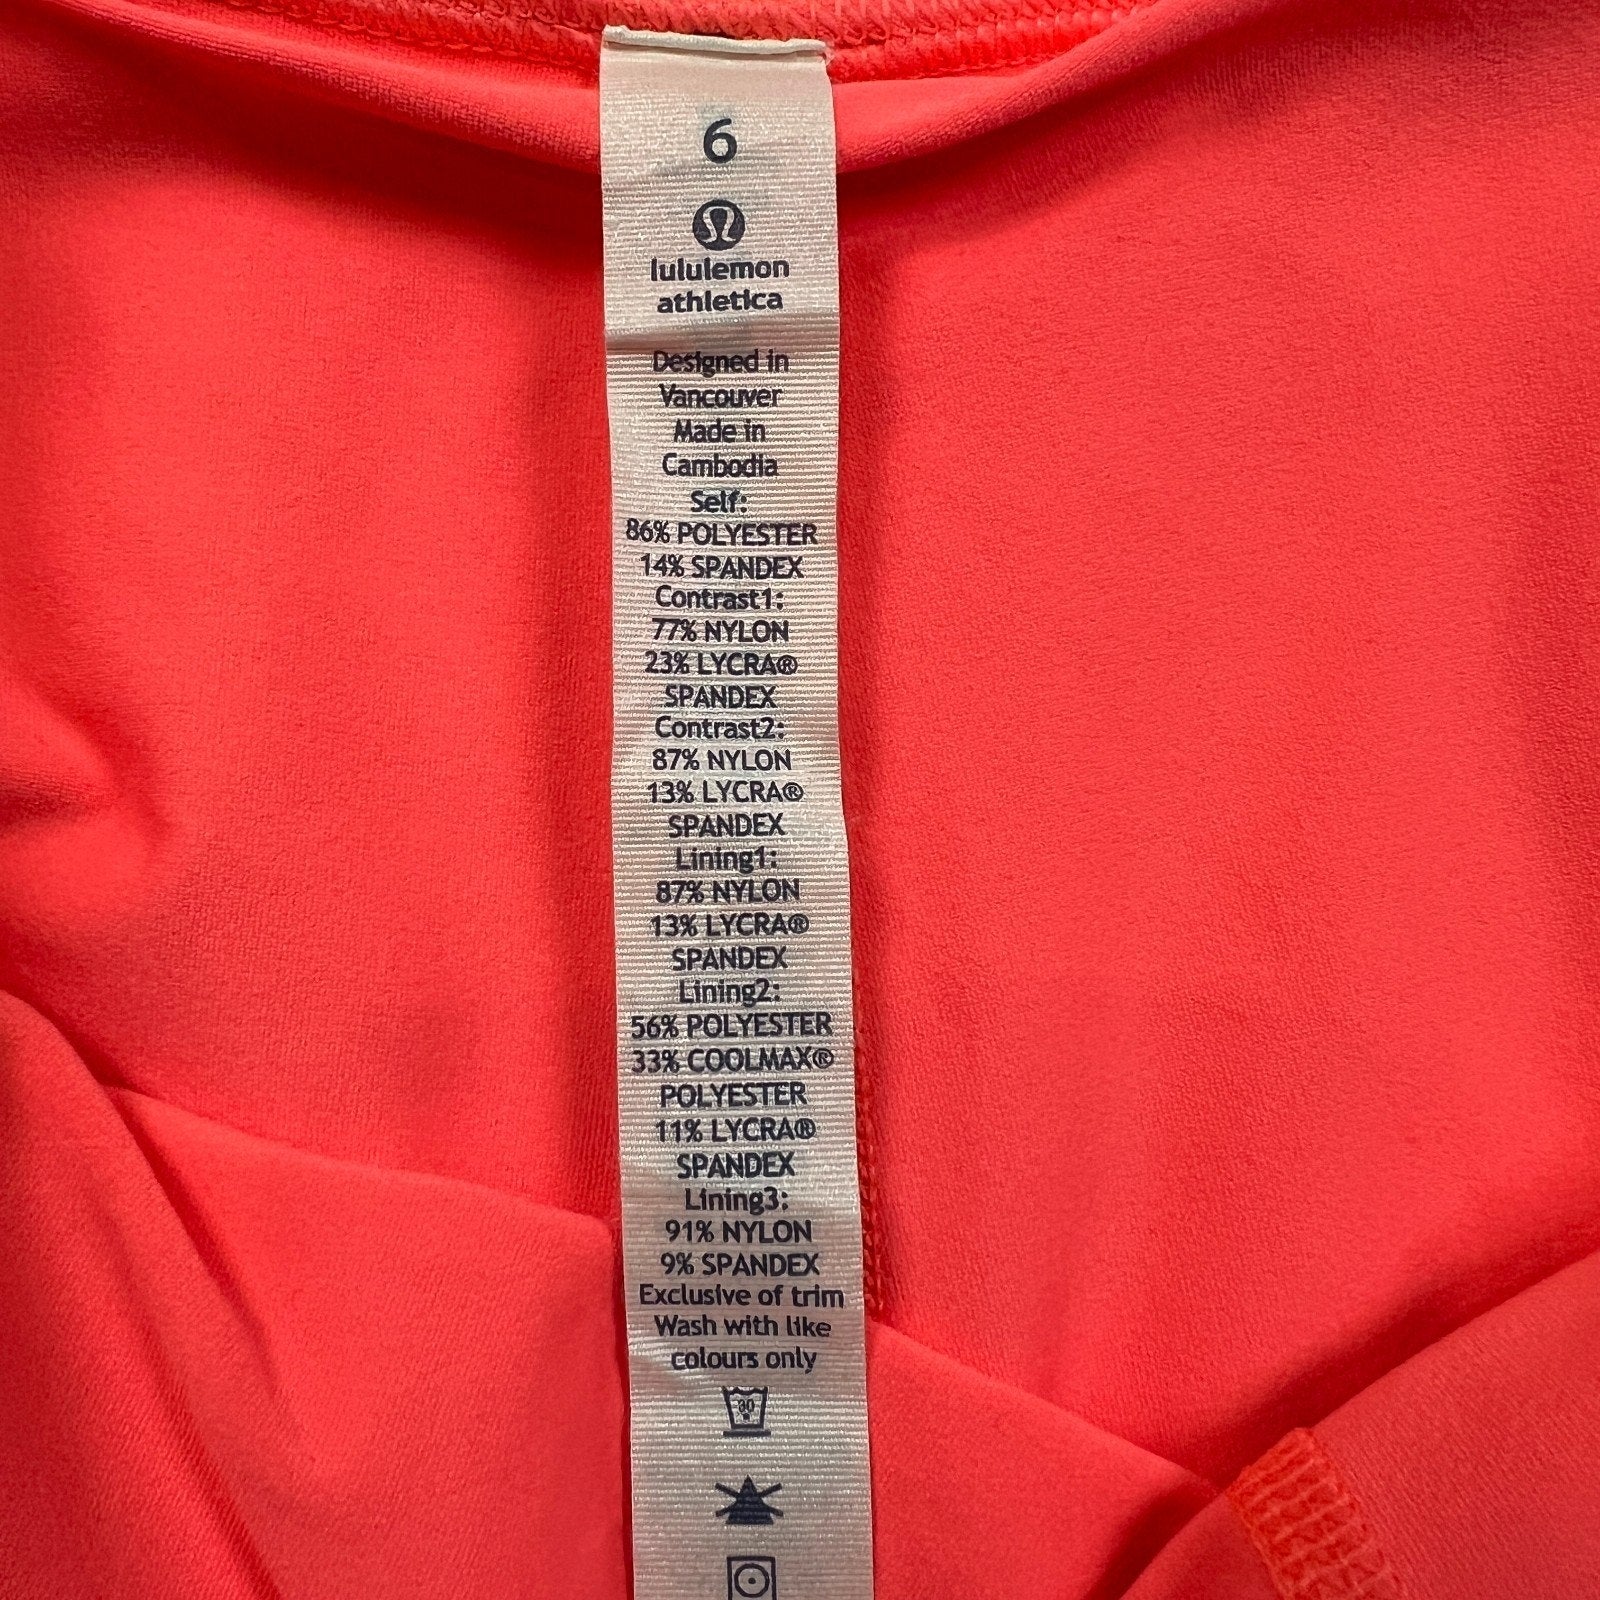 6
lululemon
athletica
Designed in
Vancouver
Made in
Cambodia
Self:
86% POLYESTER
14% SPANDEX
Contrast1:
77% NYLON
23% LYCRA®
SPANDEX
Contrast2:
87% NYLON
13% LYCRA®
SPANDEX
Lining1:
87% NYLON
13% LYCRA®
SPANDEX
Lining2:
56% POLYESTER
33% COOLMAX®
POLYESTER
11% LYCRA®
SPANDEX
Lining3:
91% NYLON
9% SPANDEX
Exclusive of trim
Wash with like
colours only
30